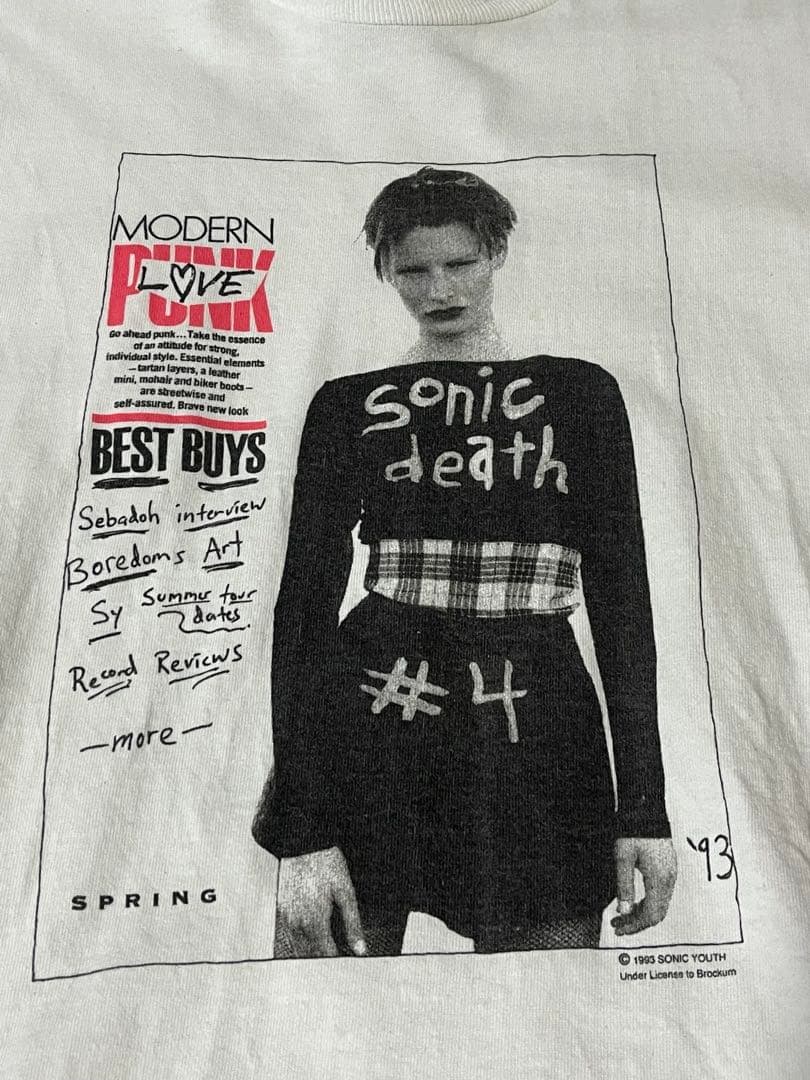 MODERN
PUNK
L♡VE
Go ahead punk...Take the essence
of an attitude for strong,
individual style. Essential elements
—tartan layers, a leather
mini, mohair and biker boots—
are streetwise and
self-assured. Brave new look
BEST BUYS
Sebadoh interview
Boredoms Art
Sy Summer tour
dates.
Record Reviews
—more—
SPRING
sonic
death
#4
'93
© 1993 SONIC YOUTH
Under License to Brockum